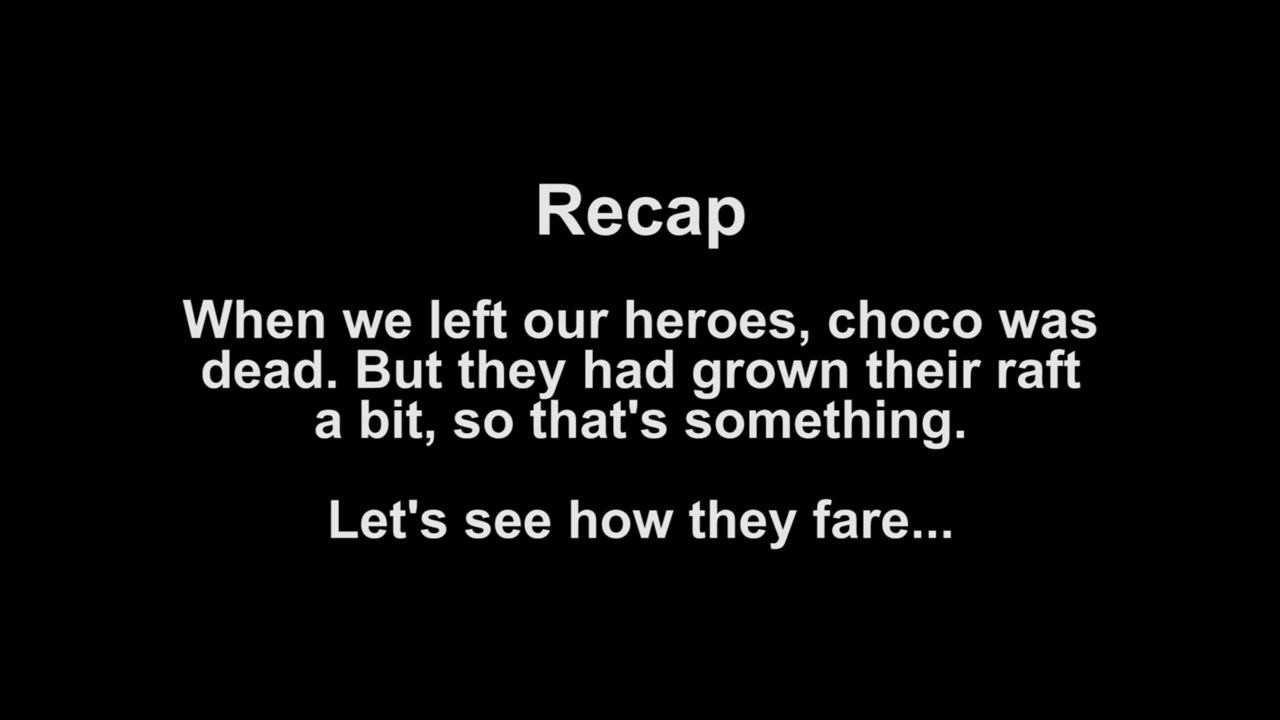 Recap
When we left our heroes, choco was
dead. But they had grown their raft
a bit, so that's something.
Let's see how they fare...